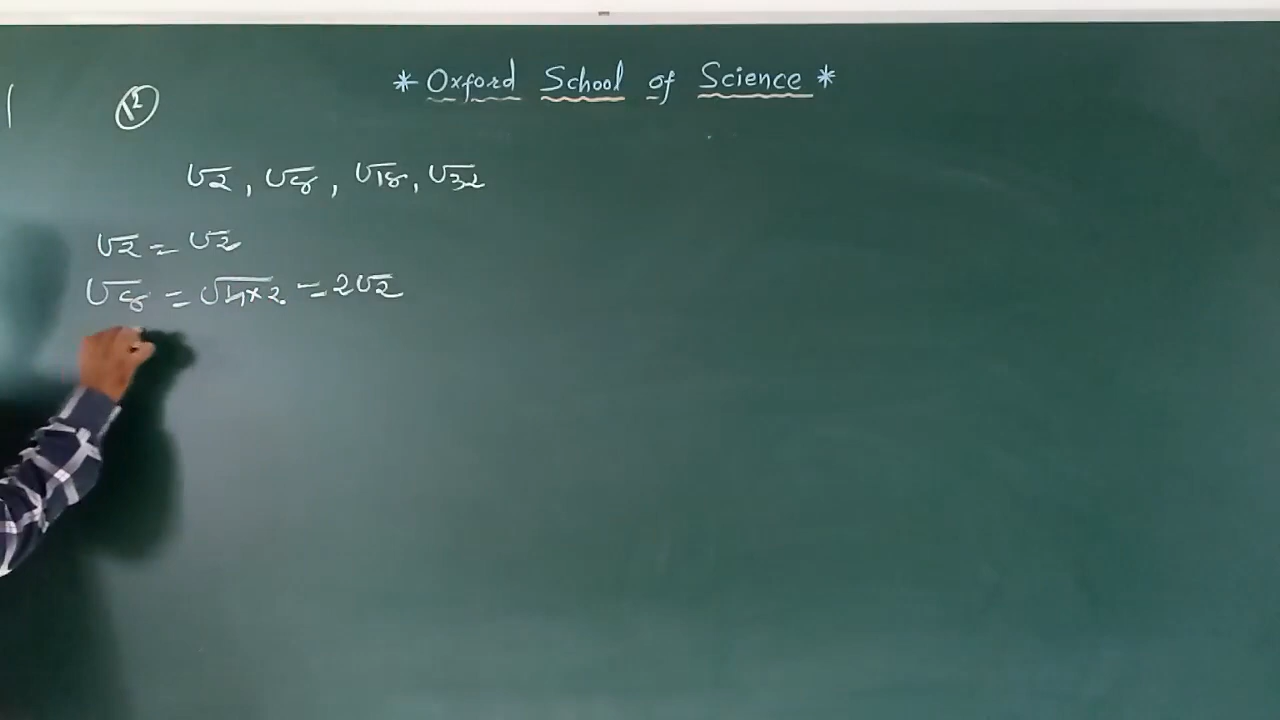 * Oxford School of Science *
12
√2, √8, √18, √32
√2 = √2
√8 = √4×2 = 2√2